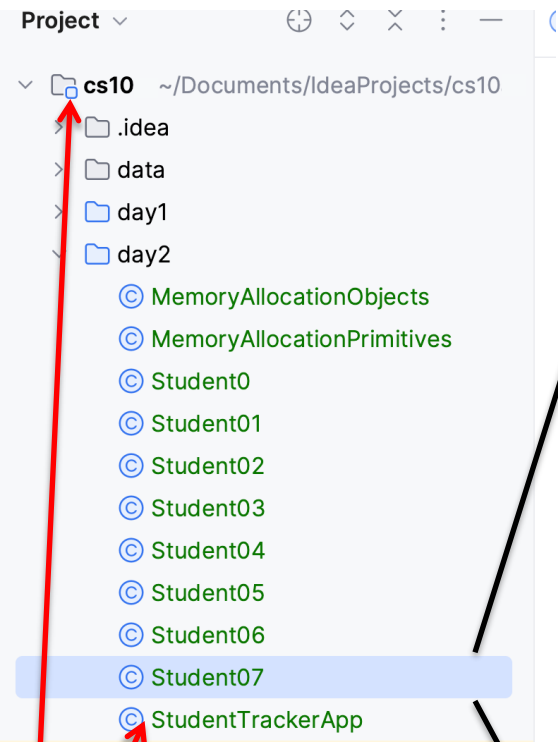 Project
cs10 ~/Documents/IdeaProjects/cs10
.idea
data
day1
day2
MemoryAllocationObjects
MemoryAllocationPrimitives
Student0
Student01
Student02
Student03
Student04
Student05
Student06
Student07
StudentTrackerApp